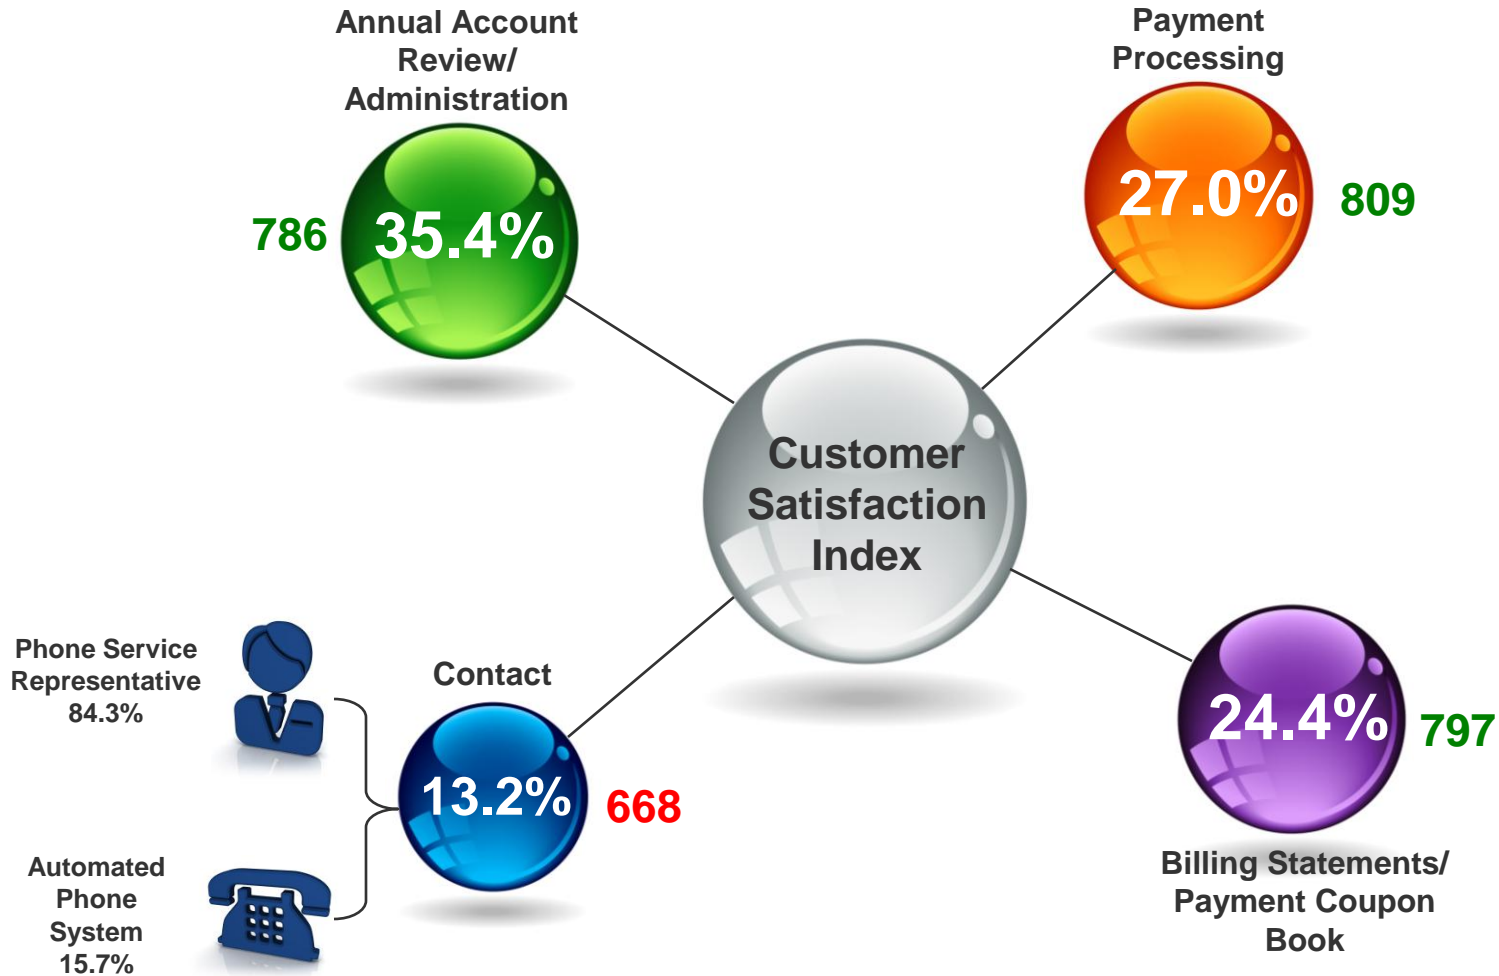 Annual Account
Review/
Administration
786
35.4%
Payment
Processing
27.0%
809
Customer
Satisfaction
Index
Phone Service
Representative
84.3%
Contact
13.2%
668
Automated
Phone
System
15.7%
24.4%
797
Billing Statements/
Payment Coupon
Book